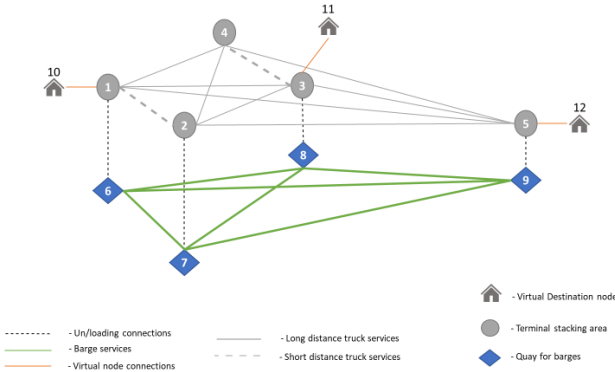 11
4
10
1
3
12
2
5
8
6
9
7
- Virtual Destination node
- Un/loading connections
- Long distance truck services
- Terminal stacking area
- Barge services
- Short distance truck services
- Virtual node connections
- Quay for barges